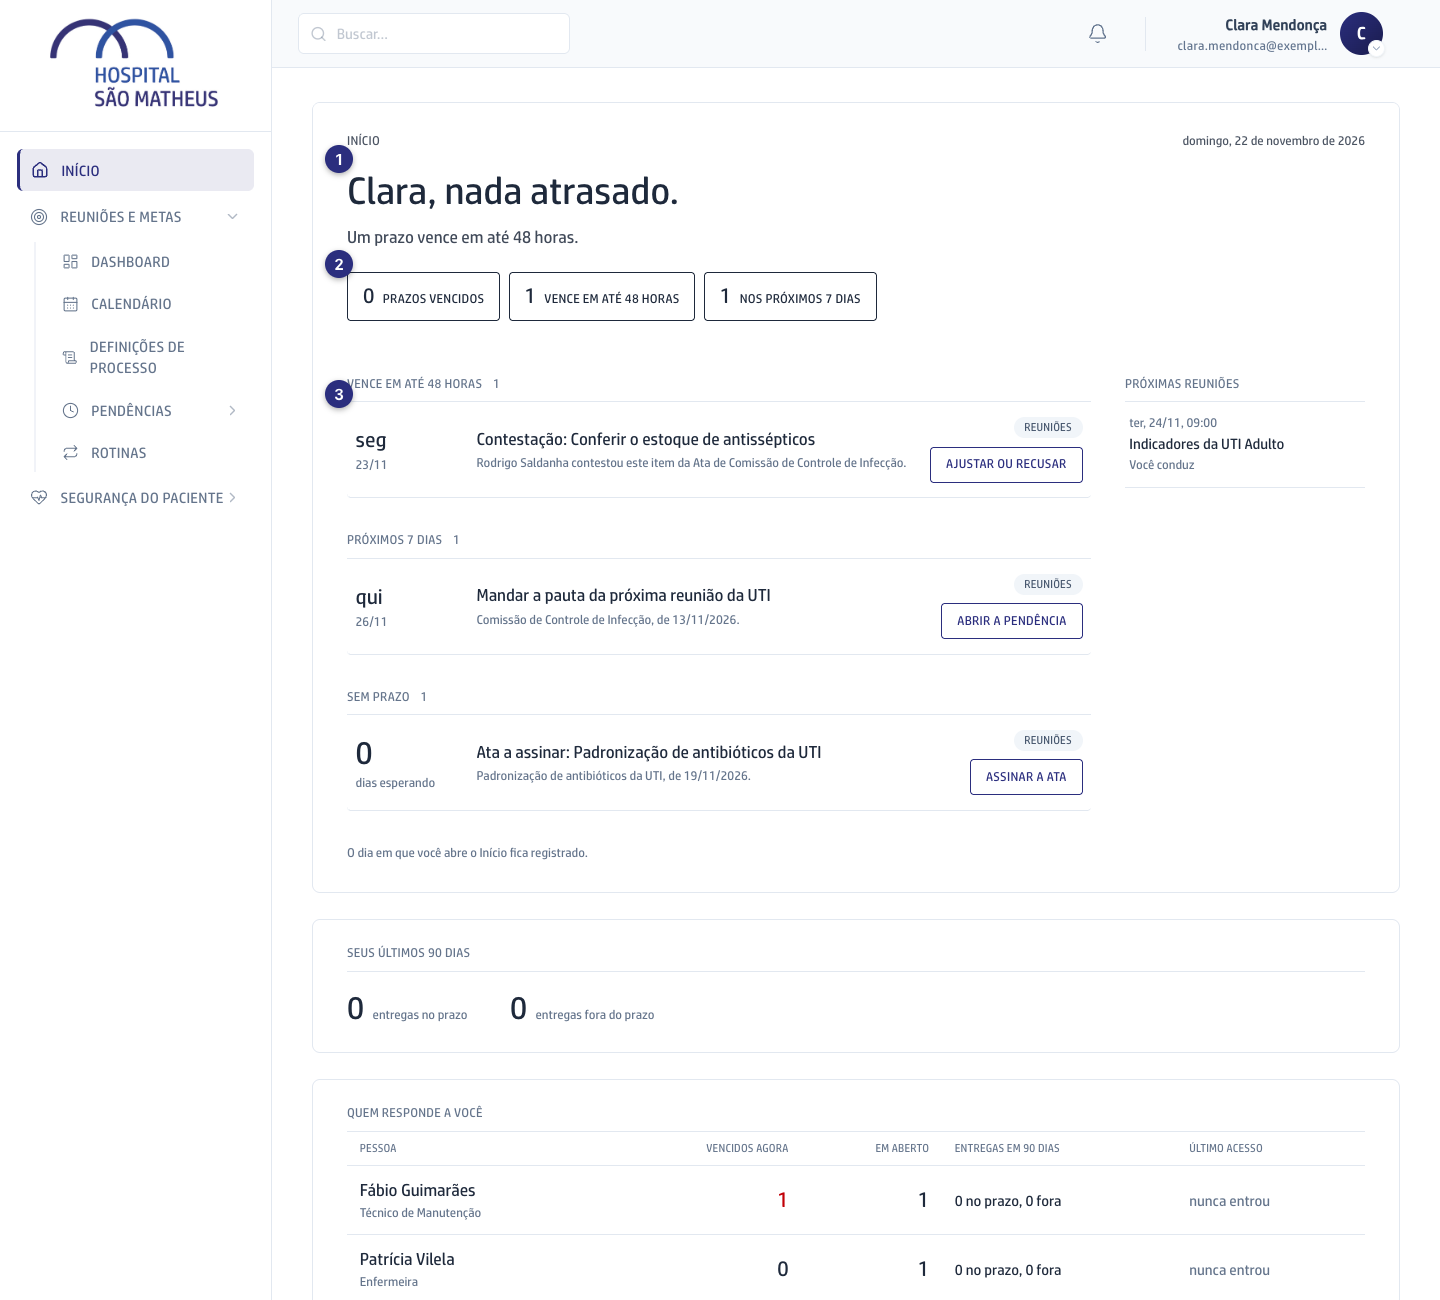 HOSPITAL
SÃO MATHEUS
Buscar...
Clara Mendonça
clara.mendonca@exempl...
C
INÍCIO
REUNIÕES E METAS
DASHBOARD
CALENDÁRIO
DEFINIÇÕES DE
PROCESSO
PENDÊNCIAS
ROTINAS
SEGURANÇA DO PACIENTE
INÍCIO
domingo, 22 de novembro de 2026
1
Clara, nada atrasado.
Um prazo vence em até 48 horas.
2
0 PRAZOS VENCIDOS
1 VENCE EM ATÉ 48 HORAS
1 NOS PRÓXIMOS 7 DIAS
3
VENCE EM ATÉ 48 HORAS 1
seg
23/11
Contestação: Conferir o estoque de antissépticos
Rodrigo Saldanha contestou este item da Ata de Comissão de Controle de Infecção.
REUNIÕES
AJUSTAR OU RECUSAR
PRÓXIMOS 7 DIAS 1
qui
26/11
Mandar a pauta da próxima reunião da UTI
Comissão de Controle de Infecção, de 13/11/2026.
REUNIÕES
ABRIR A PENDÊNCIA
SEM PRAZO 1
0
dias esperando
Ata a assinar: Padronização de antibióticos da UTI
Padronização de antibióticos da UTI, de 19/11/2026.
REUNIÕES
ASSINAR A ATA
O dia em que você abre o Início fica registrado.
PRÓXIMAS REUNIÕES
ter, 24/11, 09:00
Indicadores da UTI Adulto
Você conduz
SEUS ÚLTIMOS 90 DIAS
0 entregas no prazo
0 entregas fora do prazo
QUEM RESPONDE A VOCÊ
PESSOA VENCIDOS AGORA EM ABERTO ENTREGAS EM 90 DIAS ÚLTIMO ACESSO
Fábio Guimarães
Técnico de Manutenção
1 1 0 no prazo, 0 fora nunca entrou
Patrícia Vilela
Enfermeira
0 1 0 no prazo, 0 fora nunca entrou